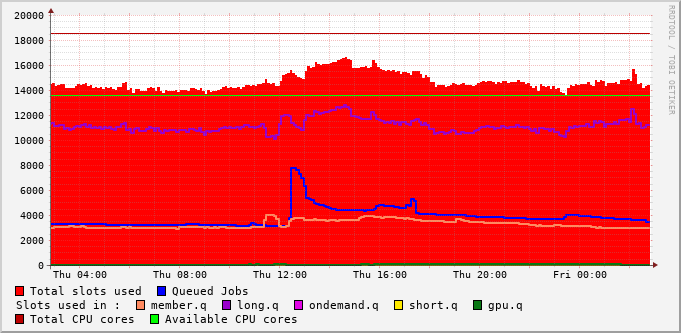 20000
18000
16000
14000
12000
10000
8000
6000
4000
2000
0
Thu 04:00 Thu 08:00 Thu 12:00 Thu 16:00 Thu 20:00 Fri 00:00
RRDTOOL / TOBI OETIKER
Total slots used Queued Jobs
Slots used in : member.q long.q ondemand.q short.q gpu.q
Total CPU cores Available CPU cores